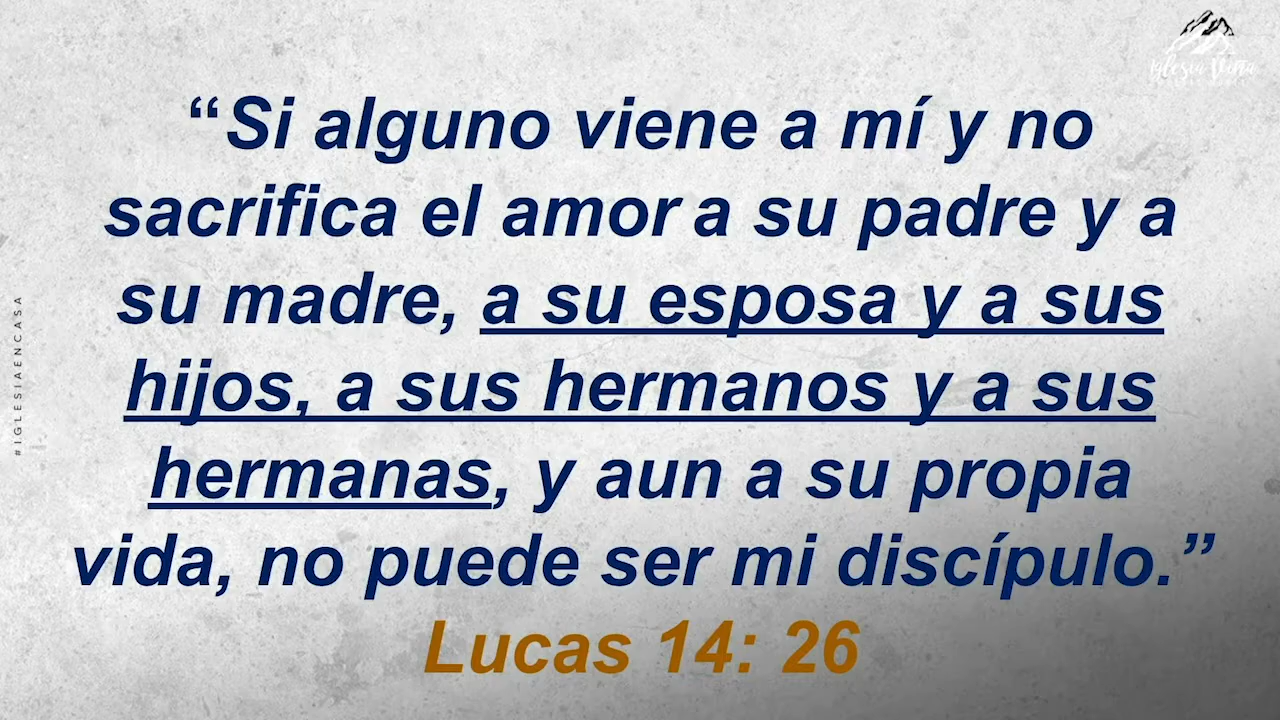 “Si alguno viene a mí y no
sacrifica el amor a su padre y a
su madre, a su esposa y a sus
hijos, a sus hermanos y a sus
hermanas, y aun a su propia
vida, no puede ser mi discípulo.”
Lucas 14: 26
#IGLESIAENCASA
Iglesia